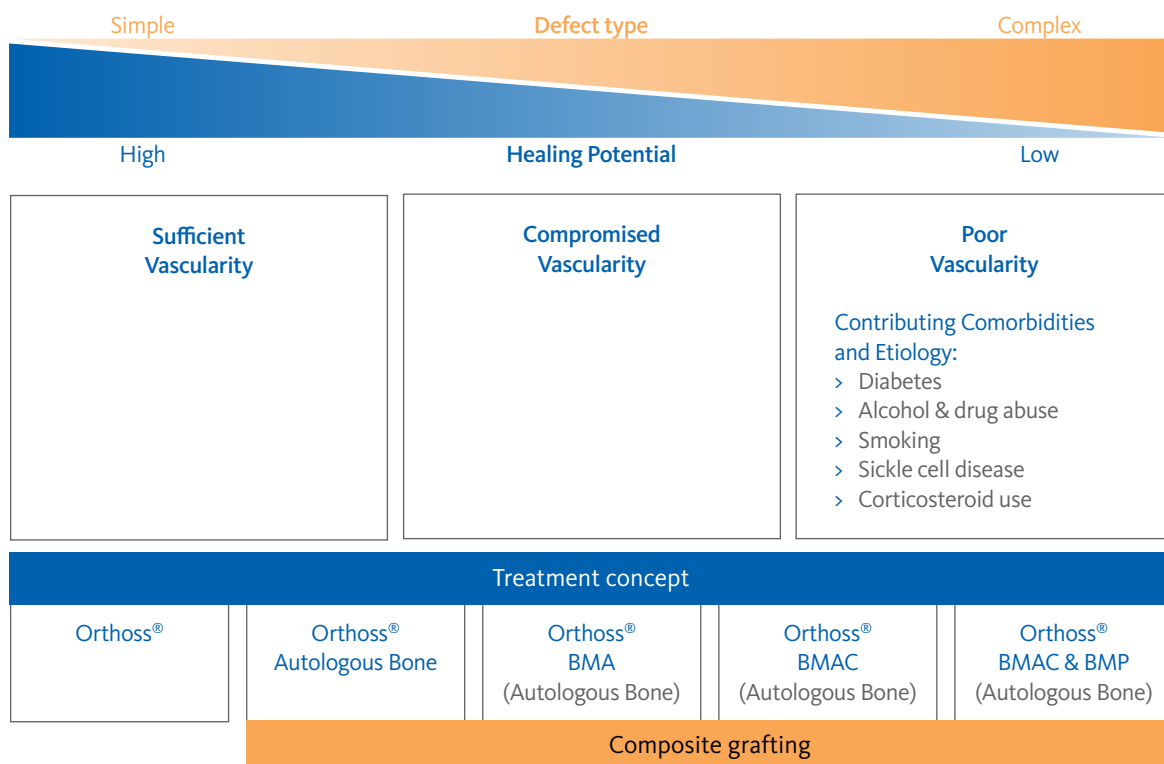 Simple
Defect type
Complex
High
Healing Potential
Low
Sufficient
Vascularity
Compromised
Vascularity
Poor
Vascularity
Contributing Comorbidities
and Etiology:
› Diabetes
› Alcohol & drug abuse
› Smoking
› Sickle cell disease
› Corticosteroid use
Treatment concept
Orthoss®
Orthoss®
Autologous Bone
Orthoss®
BMA
(Autologous Bone)
Orthoss®
BMAC
(Autologous Bone)
Orthoss®
BMAC & BMP
(Autologous Bone)
Composite grafting